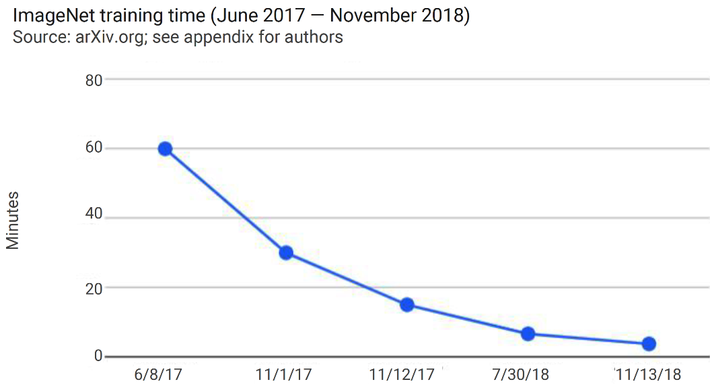 ImageNet training time (June 2017 — November 2018)
Source: arXiv.org; see appendix for authors
80
60
40
20
0
Minutes
6/8/17 11/1/17 11/12/17 7/30/18 11/13/18